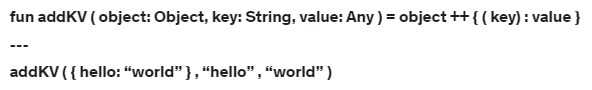 fun addKV ( object: Object, key: String, value: Any ) = object ++ { ( key) : value }
---
addKV ( { hello: “world” } , “hello” , “world” )